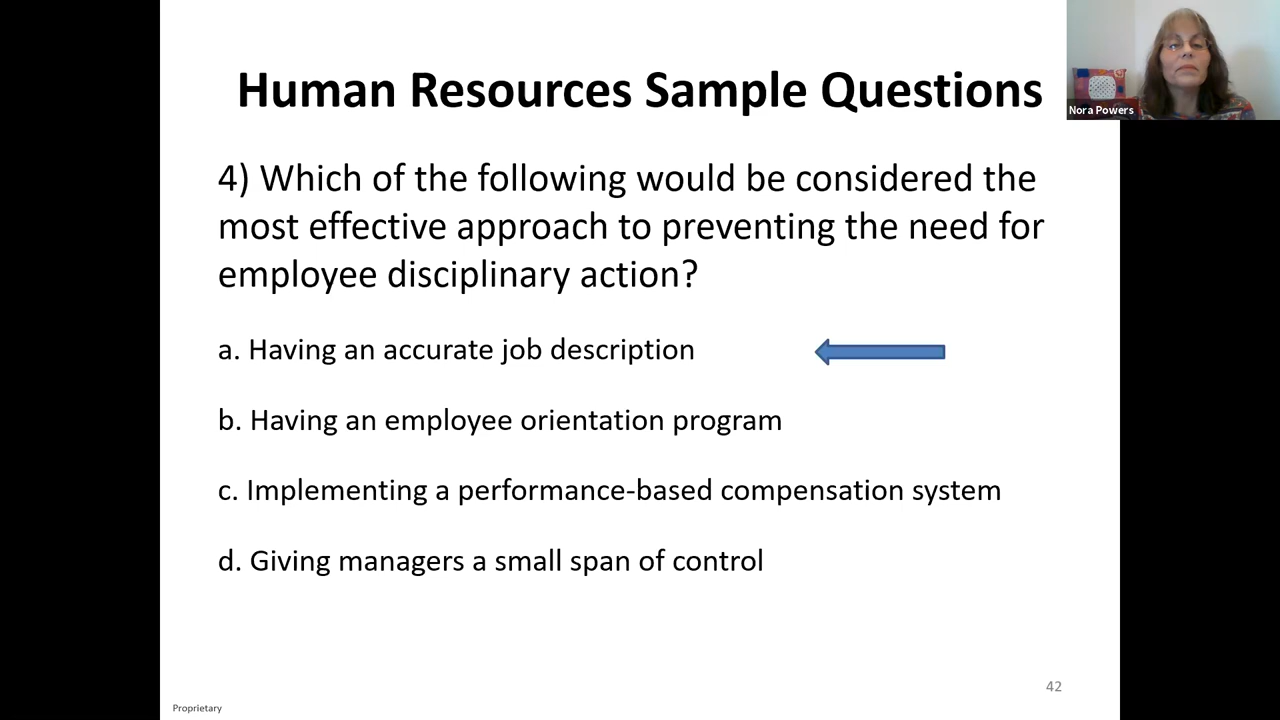 Human Resources Sample Questions
Nora Powers
4) Which of the following would be considered the
most effective approach to preventing the need for
employee disciplinary action?
a. Having an accurate job description
b. Having an employee orientation program
c. Implementing a performance-based compensation system
d. Giving managers a small span of control
42
Proprietary